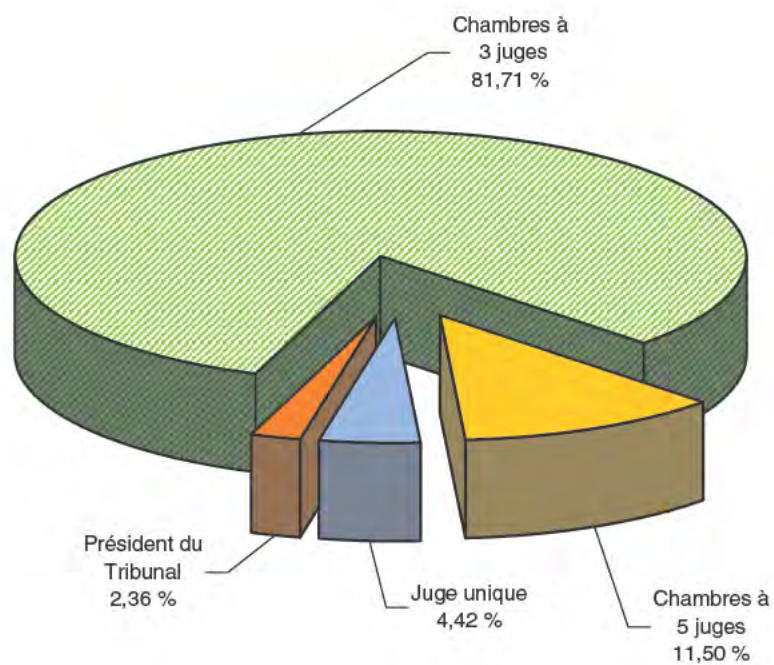 Chambres à
3 juges
81,71 %
Président du
Tribunal
2,36 %
Juge unique
4,42 %
Chambres à
5 juges
11,50 %